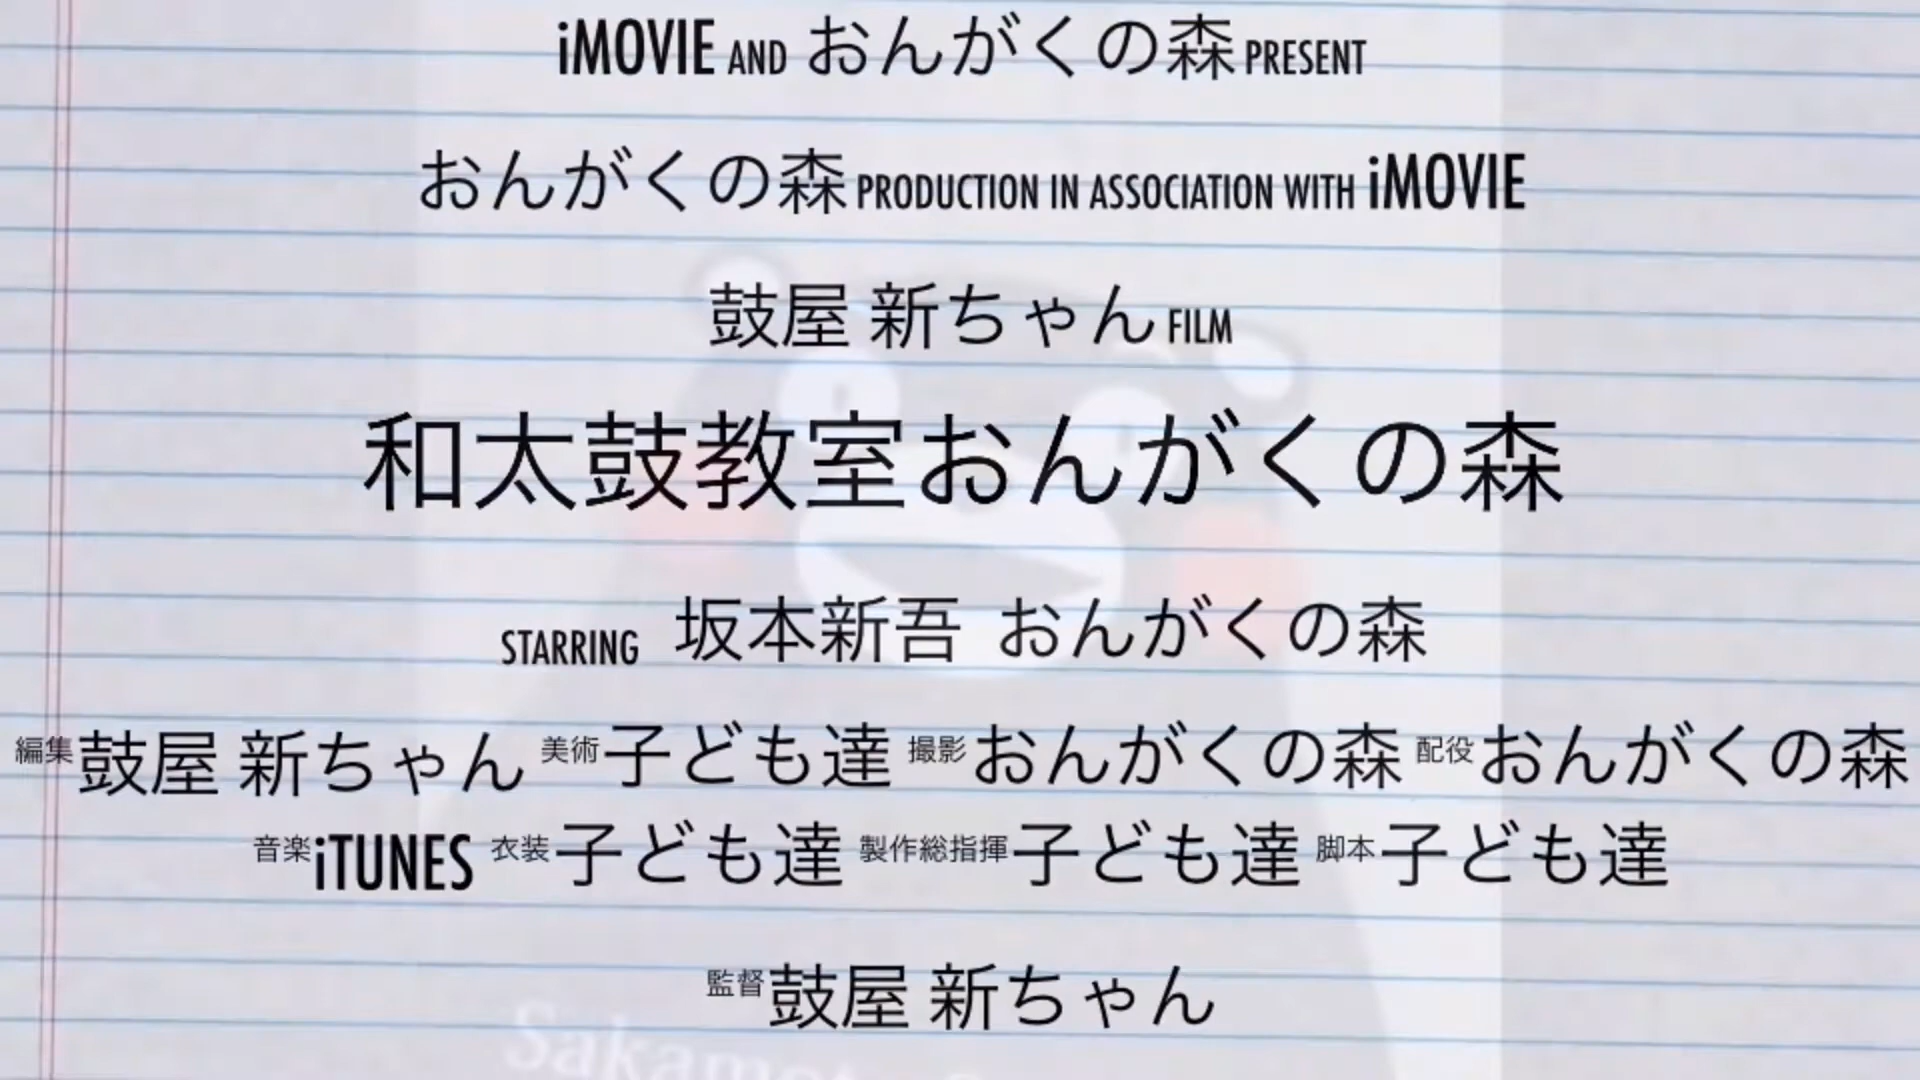 iMOVIE AND おんがくの森 PRESENT
おんがくの森 PRODUCTION IN ASSOCIATION WITH iMOVIE
鼓屋 新ちゃん FILM
和太鼓教室おんがくの森
STARRING 坂本新吾 おんがくの森
編集 鼓屋 新ちゃん 美術 子ども達 撮影 おんがくの森 配役 おんがくの森
音楽 iTUNES 衣装 子ども達 製作総指揮 子ども達 脚本 子ども達
監督 鼓屋 新ちゃん